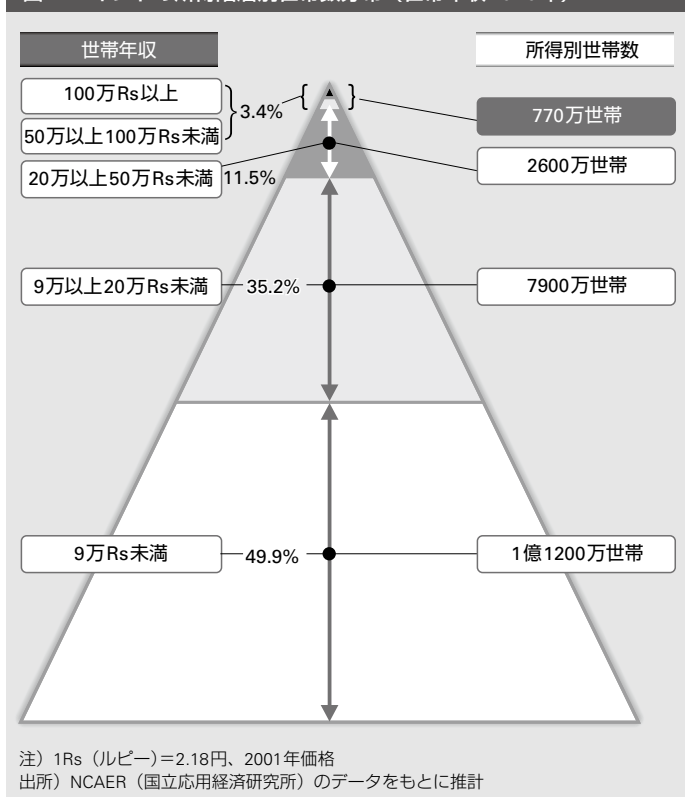 世帯年収
所得別世帯数
100万Rs以上
3.4%
770万世帯
50万以上100万Rs未満
2600万世帯
20万以上50万Rs未満
11.5%
9万以上20万Rs未満
35.2%
7900万世帯
9万Rs未満
49.9%
1億1200万世帯
注）1Rs（ルピー）＝2.18円、2001年価格
出所）NCAER（国立応用経済研究所）のデータをもとに推計